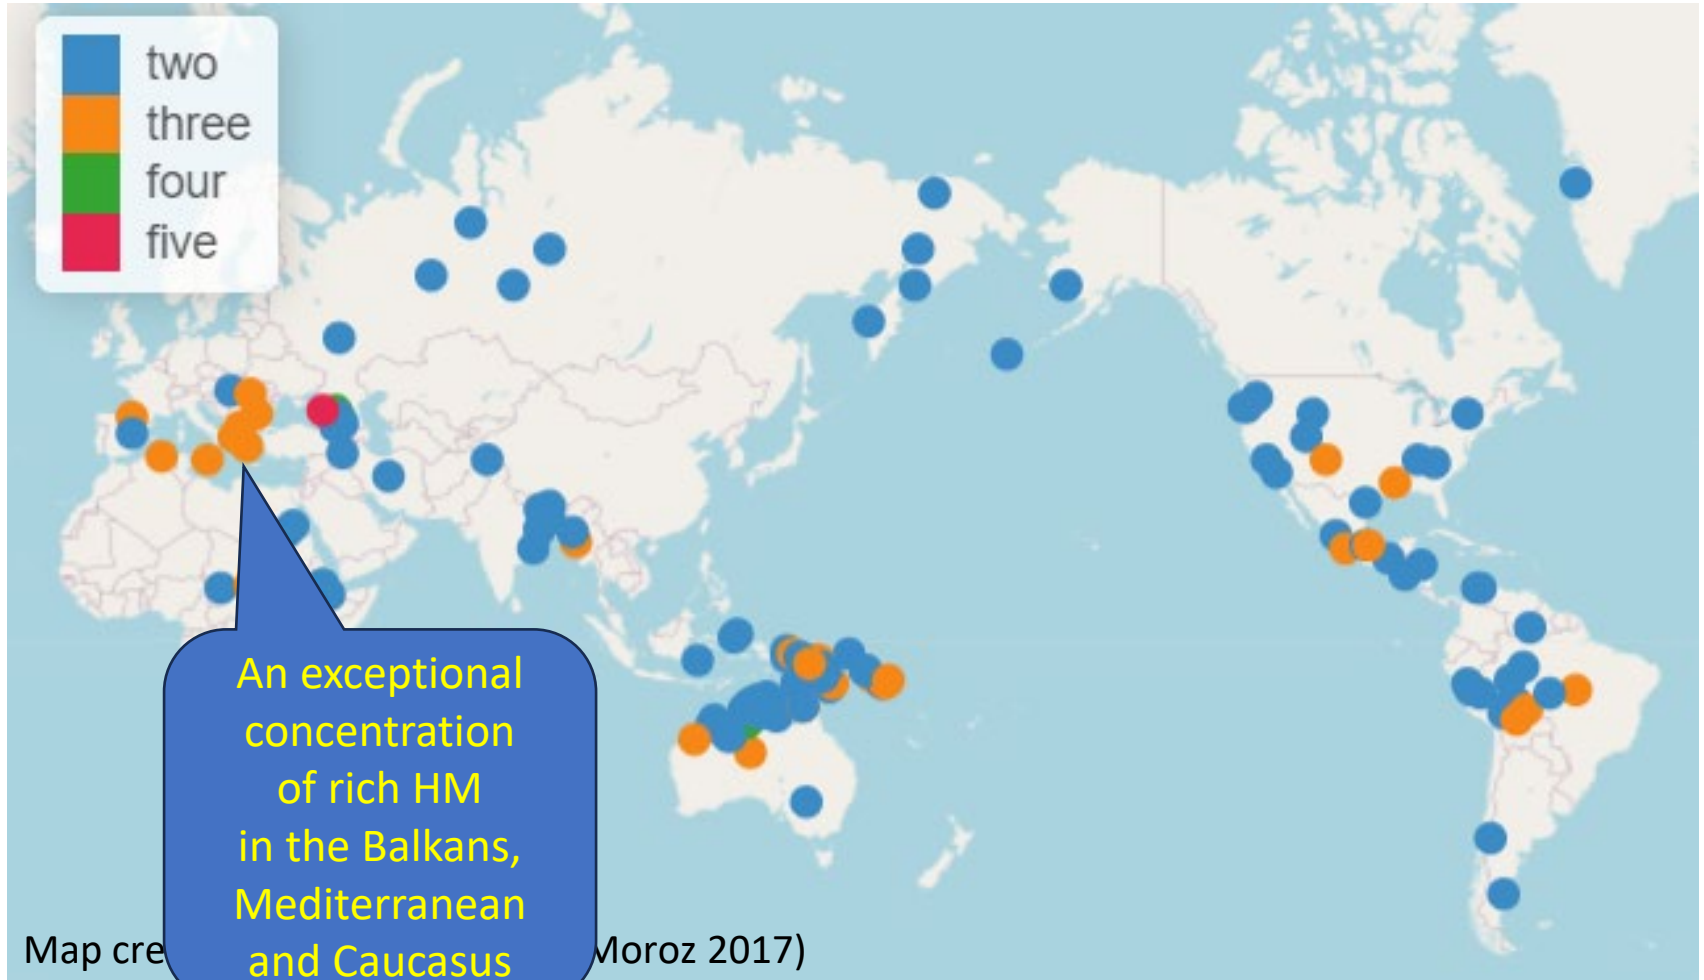 two
three
four
five
An exceptional
concentration
of rich HM
in the Balkans,
Mediterranean
and Caucasus
Map cre Moroz 2017)